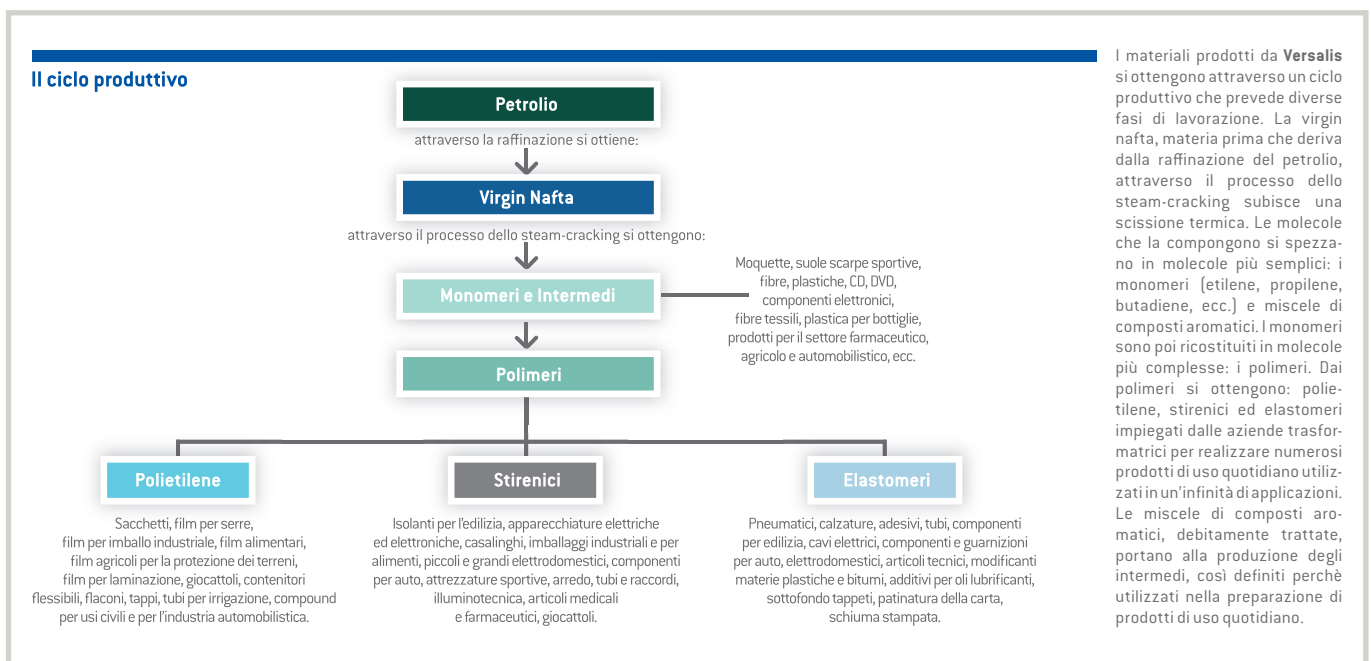 Il ciclo produttivo
Petrolio
attraverso la raffinazione si ottiene:
Virgin Nafta
attraverso il processo dello steam-cracking si ottengono:
Monomeri e Intermedi
Moquette, suole scarpe sportive,
fibre, plastiche, CD, DVD,
componenti elettronici,
fibre tessili, plastica per bottiglie,
prodotti per il settore farmaceutico,
agricolo e automobilistico, ecc.
Polimeri
Polietilene
Sacchetti, film per serre,
film per imballo industriale, film alimentari,
film agricoli per la protezione dei terreni,
film per laminazione, giocattoli, contenitori
flessibili, flaconi, tappi, tubi per irrigazione, compound
per usi civili e per l'industria automobilistica.
Stirenici
Isolanti per l'edilizia, apparecchiature elettriche
ed elettroniche, casalinghi, imballaggi industriali e per
alimenti, piccoli e grandi elettrodomestici, componenti
per auto, attrezzature sportive, arredo, tubi e raccordi,
illuminotecnica, articoli medicali
e farmaceutici, giocattoli.
Elastomeri
Pneumatici, calzature, adesivi, tubi, componenti
per edilizia, cavi elettrici, componenti e guarnizioni
per auto, elettrodomestici, articoli tecnici, modificanti
materie plastiche e bitumi, additivi per oli lubrificanti,
sottofondo tappeti, patinatura della carta,
schiuma stampata.
I materiali prodotti da Versalis
si ottengono attraverso un ciclo
produttivo che prevede diverse
fasi di lavorazione. La virgin
nafta, materia prima che deriva
dalla raffinazione del petrolio,
attraverso il processo dello
steam-cracking subisce una
scissione termica. Le molecole
che la compongono si spezza-
no in molecole più semplici: i
monomeri (etilene, propilene,
butadiene, ecc.) e miscele di
composti aromatici. I monomeri
sono poi ricostituiti in molecole
più complesse: i polimeri. Dai
polimeri si ottengono: polie-
tilene, stirenici ed elastomeri
impiegati dalle aziende trasfor-
matrici per realizzare numerosi
prodotti di uso quotidiano utiliz-
zati in un'infinità di applicazioni.
Le miscele di composti aro-
matici, debitamente trattate,
portano alla produzione degli
intermedi, così definiti perchè
utilizzati nella preparazione di
prodotti di uso quotidiano.